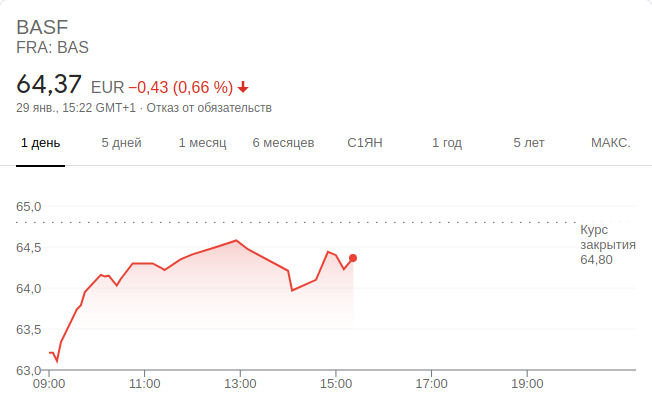 BASF
FRA: BAS
64,37 EUR −0,43 (0,66 %)
29 янв., 15:22 GMT+1 · Отказ от обязательств
1 день 5 дней 1 месяц 6 месяцев С1ЯН 1 год 5 лет МАКС.
65,0
Курс
закрытия
64,80
64,5
64,0
63,5
63,0
09:00 11:00 13:00 15:00 17:00 19:00